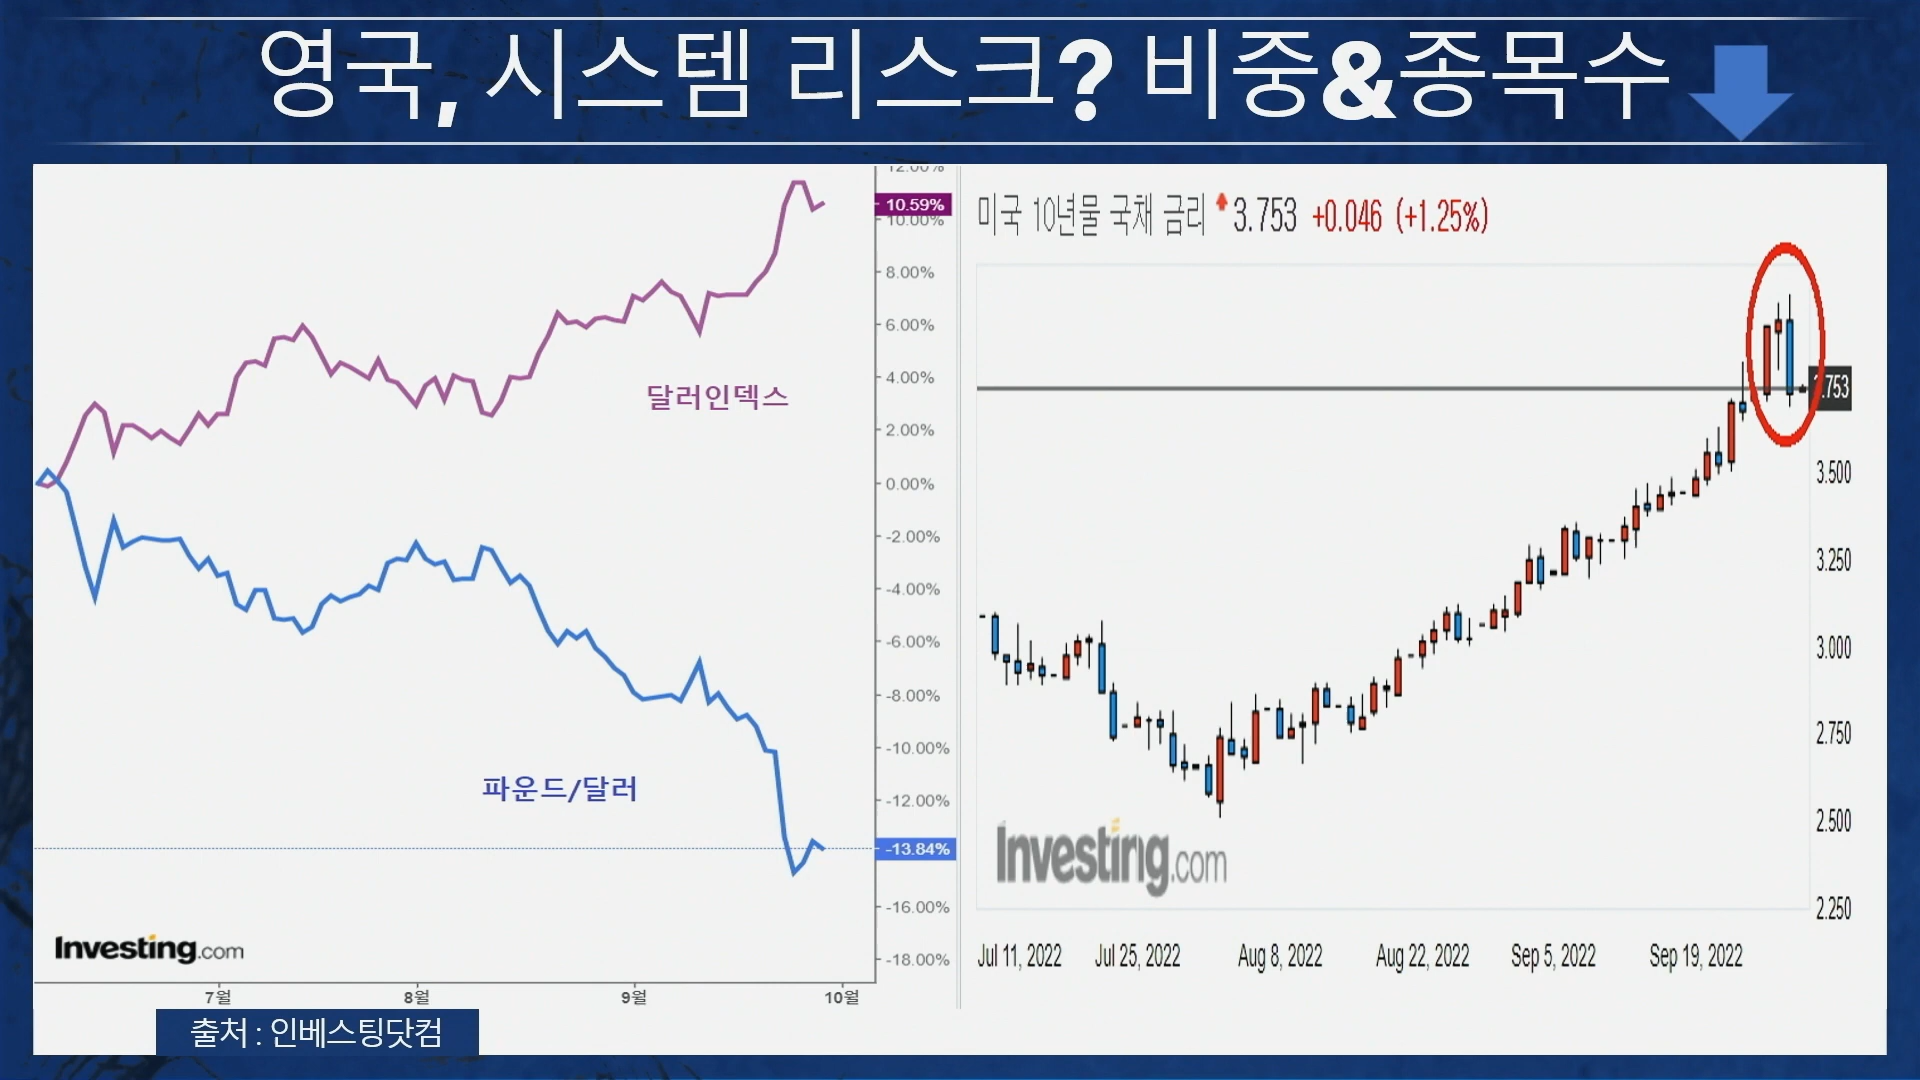 영국, 시스템 리스크? 비중&종목수
12.00%
10.59%
10.00%
8.00%
6.00%
4.00%
2.00%
0.00%
-2.00%
-4.00%
-6.00%
-8.00%
-10.00%
-12.00%
-13.84%
-16.00%
-18.00%
달러인덱스
파운드/달러
Investing.com
7월 8월 9월 10월
출처 : 인베스팅닷컴
미국 10년물 국채 금리 3.753 +0.046 (+1.25%)
3.753
3.500
3.250
3.000
2.750
2.500
2.250
Investing.com
Jul 11, 2022 Jul 25, 2022 Aug 8, 2022 Aug 22, 2022 Sep 5, 2022 Sep 19, 2022